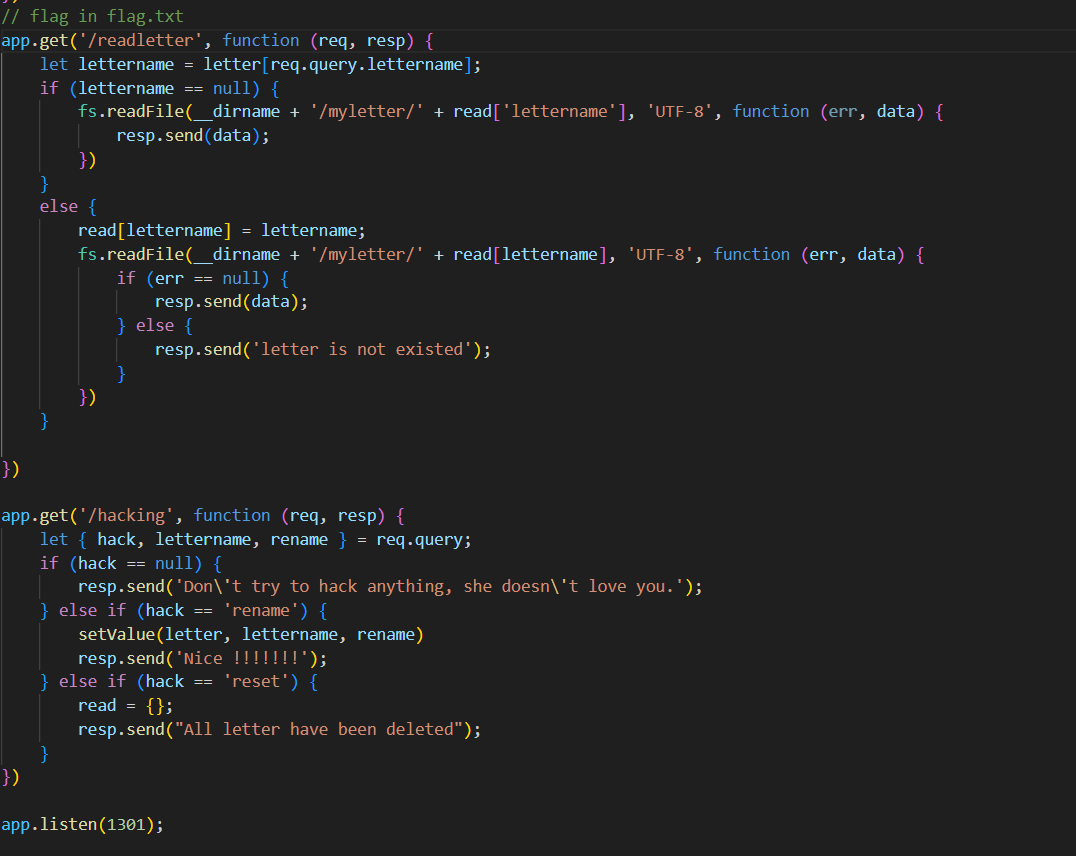 })
// flag in flag.txt
app.get('/readletter', function (req, resp) {
    let lettername = letter[req.query.lettername];
    if (lettername == null) {
        fs.readFile(__dirname + '/myletter/' + read['lettername'], 'UTF-8', function (err, data) {
            resp.send(data);
        })
    }
    else {
        read[lettername] = lettername;
        fs.readFile(__dirname + '/myletter/' + read[lettername], 'UTF-8', function (err, data) {
            if (err == null) {
                resp.send(data);
            } else {
                resp.send('letter is not existed');
            }
        })
    }
})
app.get('/hacking', function (req, resp) {
    let { hack, lettername, rename } = req.query;
    if (hack == null) {
        resp.send('Don\'t try to hack anything, she doesn\'t love you.');
    } else if (hack == 'rename') {
        setValue(letter, lettername, rename)
        resp.send('Nice !!!!!!!');
    } else if (hack == 'reset') {
        read = {};
        resp.send("All letter have been deleted");
    }
})
app.listen(1301);